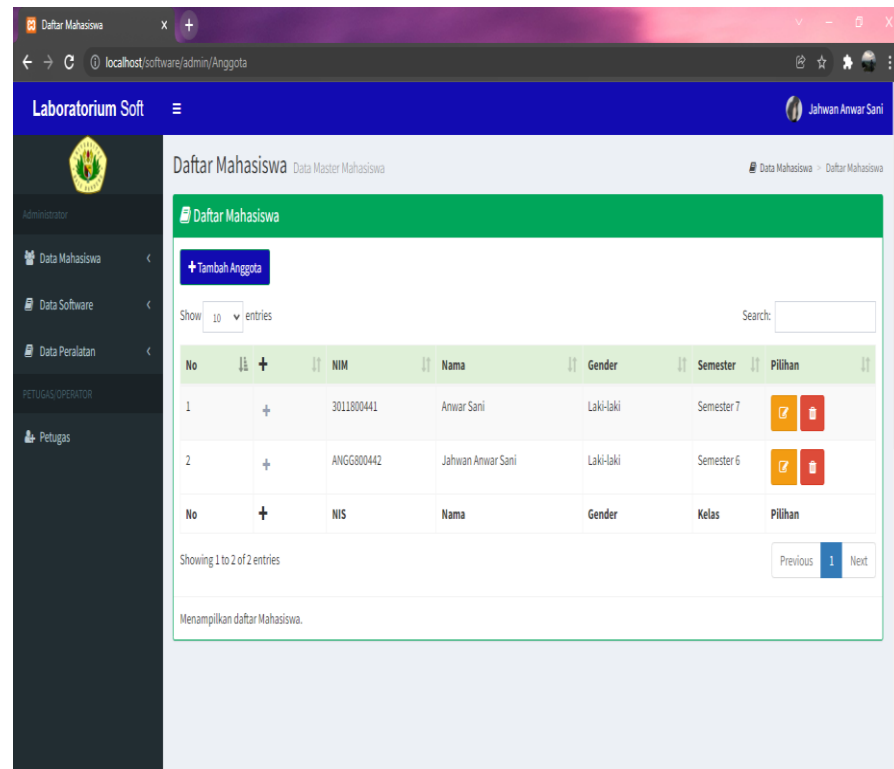 Daftar Mahasiswa
localhost/software/admin/Anggota
Laboratorium Soft
Jahwan Anwar Sani
Daftar Mahasiswa Data Master Mahasiswa
Data Mahasiswa > Daftar Mahasiswa
Administrator
Data Mahasiswa
Data Software
Data Peralatan
PETUGAS/OPERATOR
Petugas
Daftar Mahasiswa
+ Tambah Anggota
Show 10 entries
Search:
No + NIM Nama Gender Semester Pilihan
1 + 3011800441 Anwar Sani Laki-laki Semester 7
2 + ANGG800442 Jahwan Anwar Sani Laki-laki Semester 6
No + NIS Nama Gender Kelas Pilihan
Showing 1 to 2 of 2 entries
Previous 1 Next
Menampilkan daftar Mahasiswa.